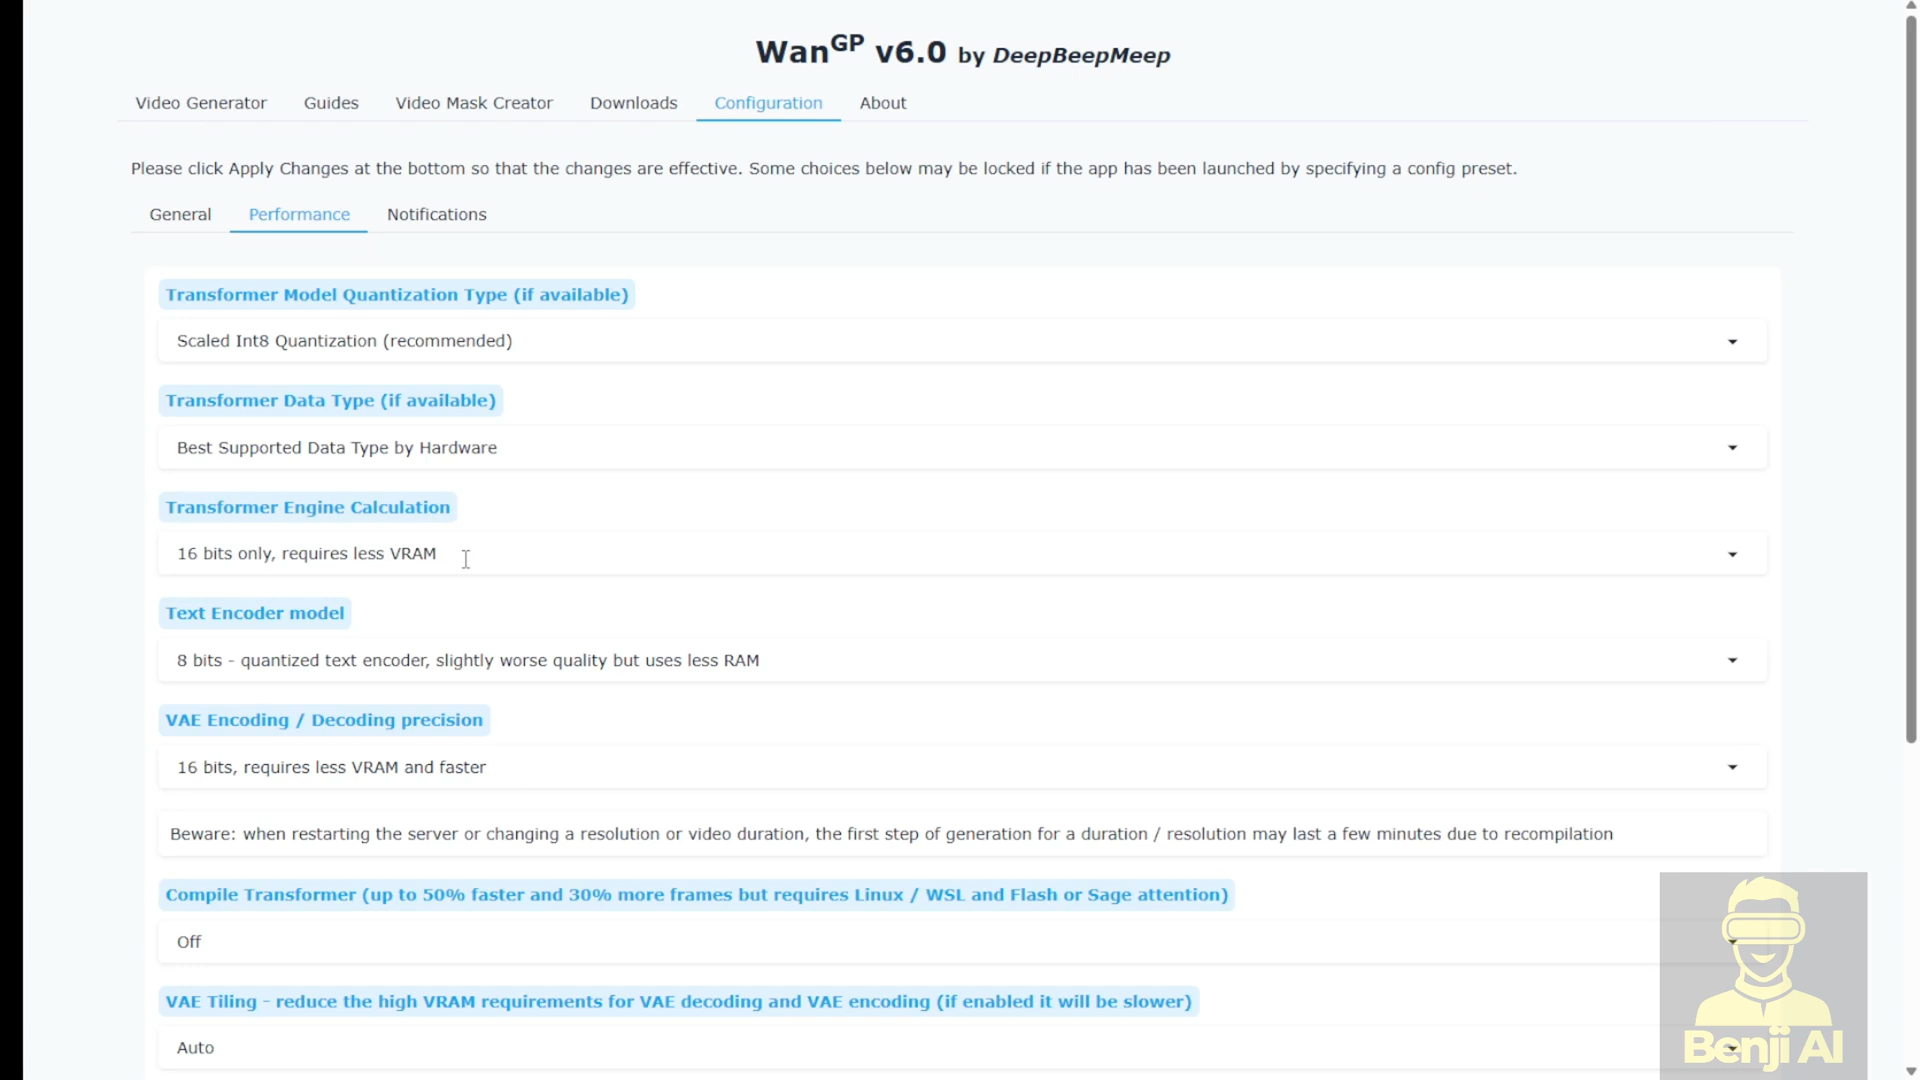 WanGP v6.0 by DeepBeepMeep
Video Generator Guides Video Mask Creator Downloads Configuration About
Please click Apply Changes at the bottom so that the changes are effective. Some choices below may be locked if the app has been launched by specifying a config preset.
General Performance Notifications
Transformer Model Quantization Type (if available)
Scaled Int8 Quantization (recommended)
Transformer Data Type (if available)
Best Supported Data Type by Hardware
Transformer Engine Calculation
16 bits only, requires less VRAM
Text Encoder model
8 bits - quantized text encoder, slightly worse quality but uses less RAM
VAE Encoding / Decoding precision
16 bits, requires less VRAM and faster
Beware: when restarting the server or changing a resolution or video duration, the first step of generation for a duration / resolution may last a few minutes due to recompilation
Compile Transformer (up to 50% faster and 30% more frames but requires Linux / WSL and Flash or Sage attention)
Off
VAE Tiling - reduce the high VRAM requirements for VAE decoding and VAE encoding (if enabled it will be slower)
Auto
Benji AI